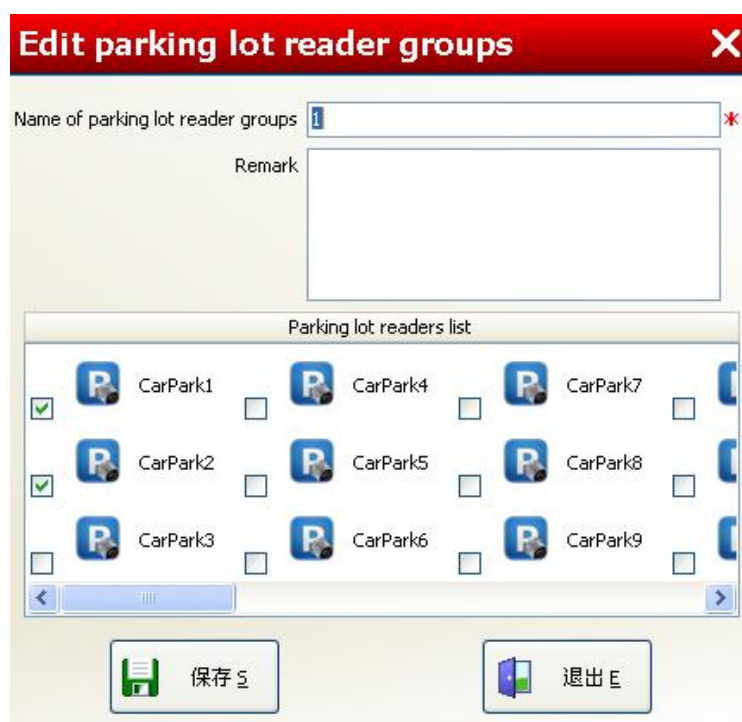 Edit parking lot reader groups
Name of parking lot reader groups 1 *
Remark
Parking lot readers list
CarPark1 CarPark4 CarPark7
CarPark2 CarPark5 CarPark8
CarPark3 CarPark6 CarPark9
保存 S 退出 E